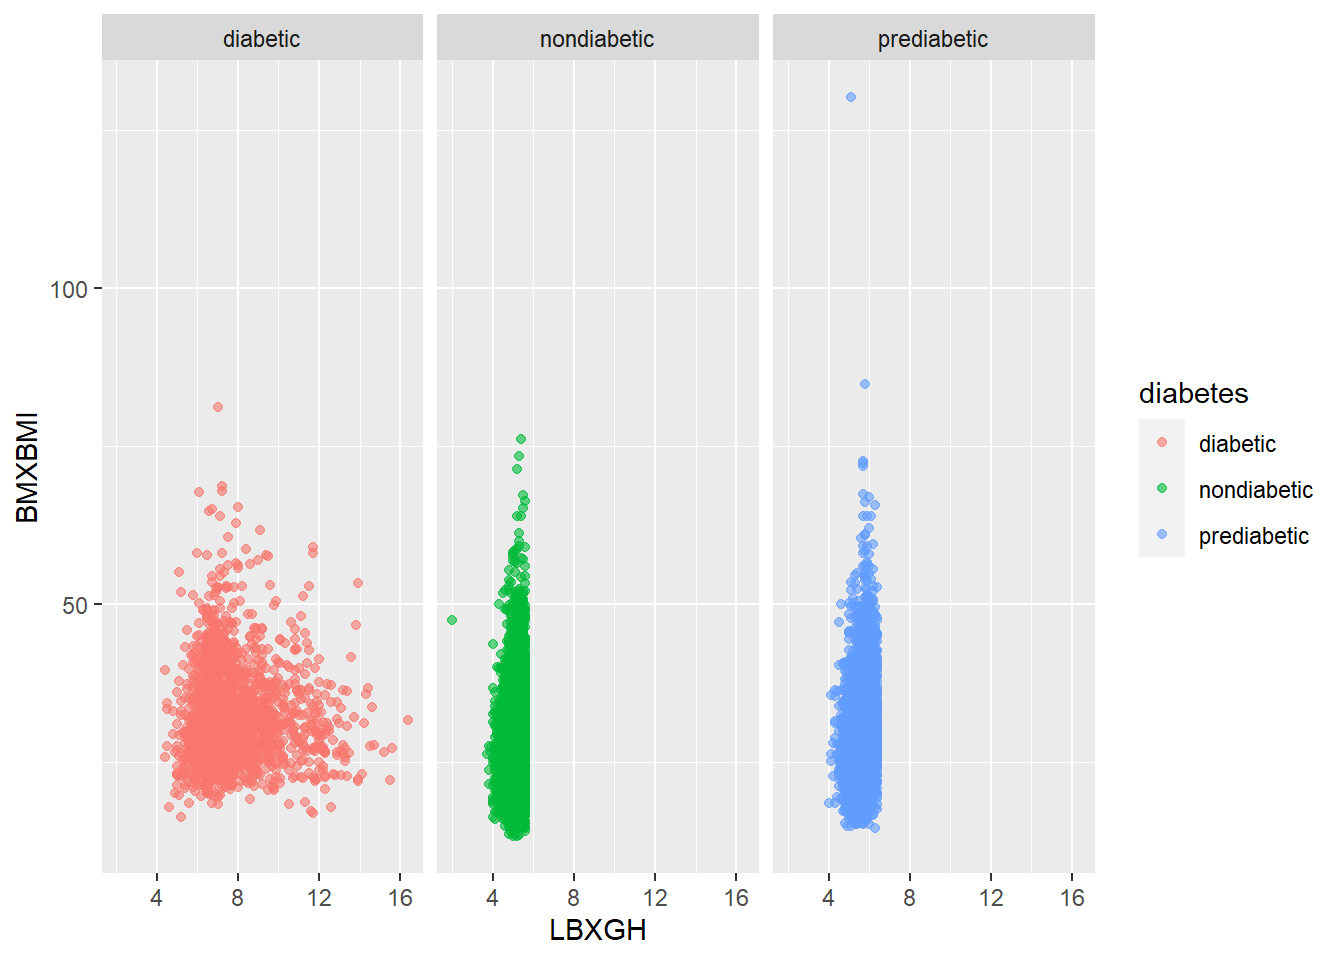 diabetic nondiabetic prediabetic
100
50
BMXBMI
4 8 12 16 4 8 12 16 4 8 12 16
LBXGH
diabetes
diabetic
nondiabetic
prediabetic